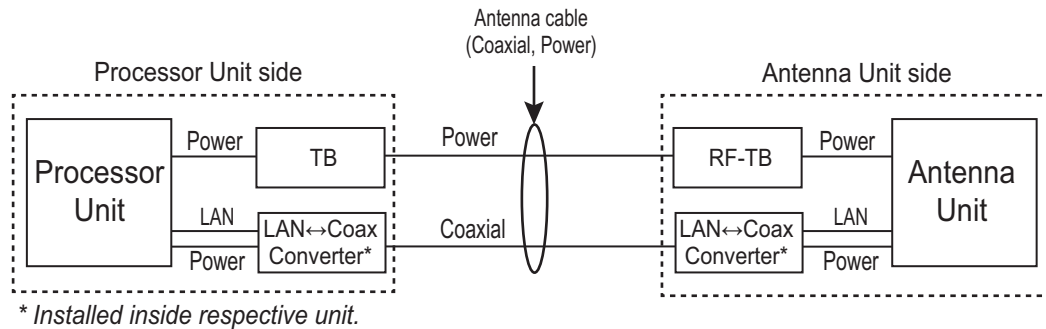 Antenna cable
(Coaxial, Power)
Processor Unit side
Antenna Unit side
Processor
Unit
Power
TB
Power
RF-TB
Power
Antenna
Unit
LAN
Power
LAN↔Coax
Converter*
Coaxial
LAN↔Coax
Converter*
LAN
Power
* Installed inside respective unit.